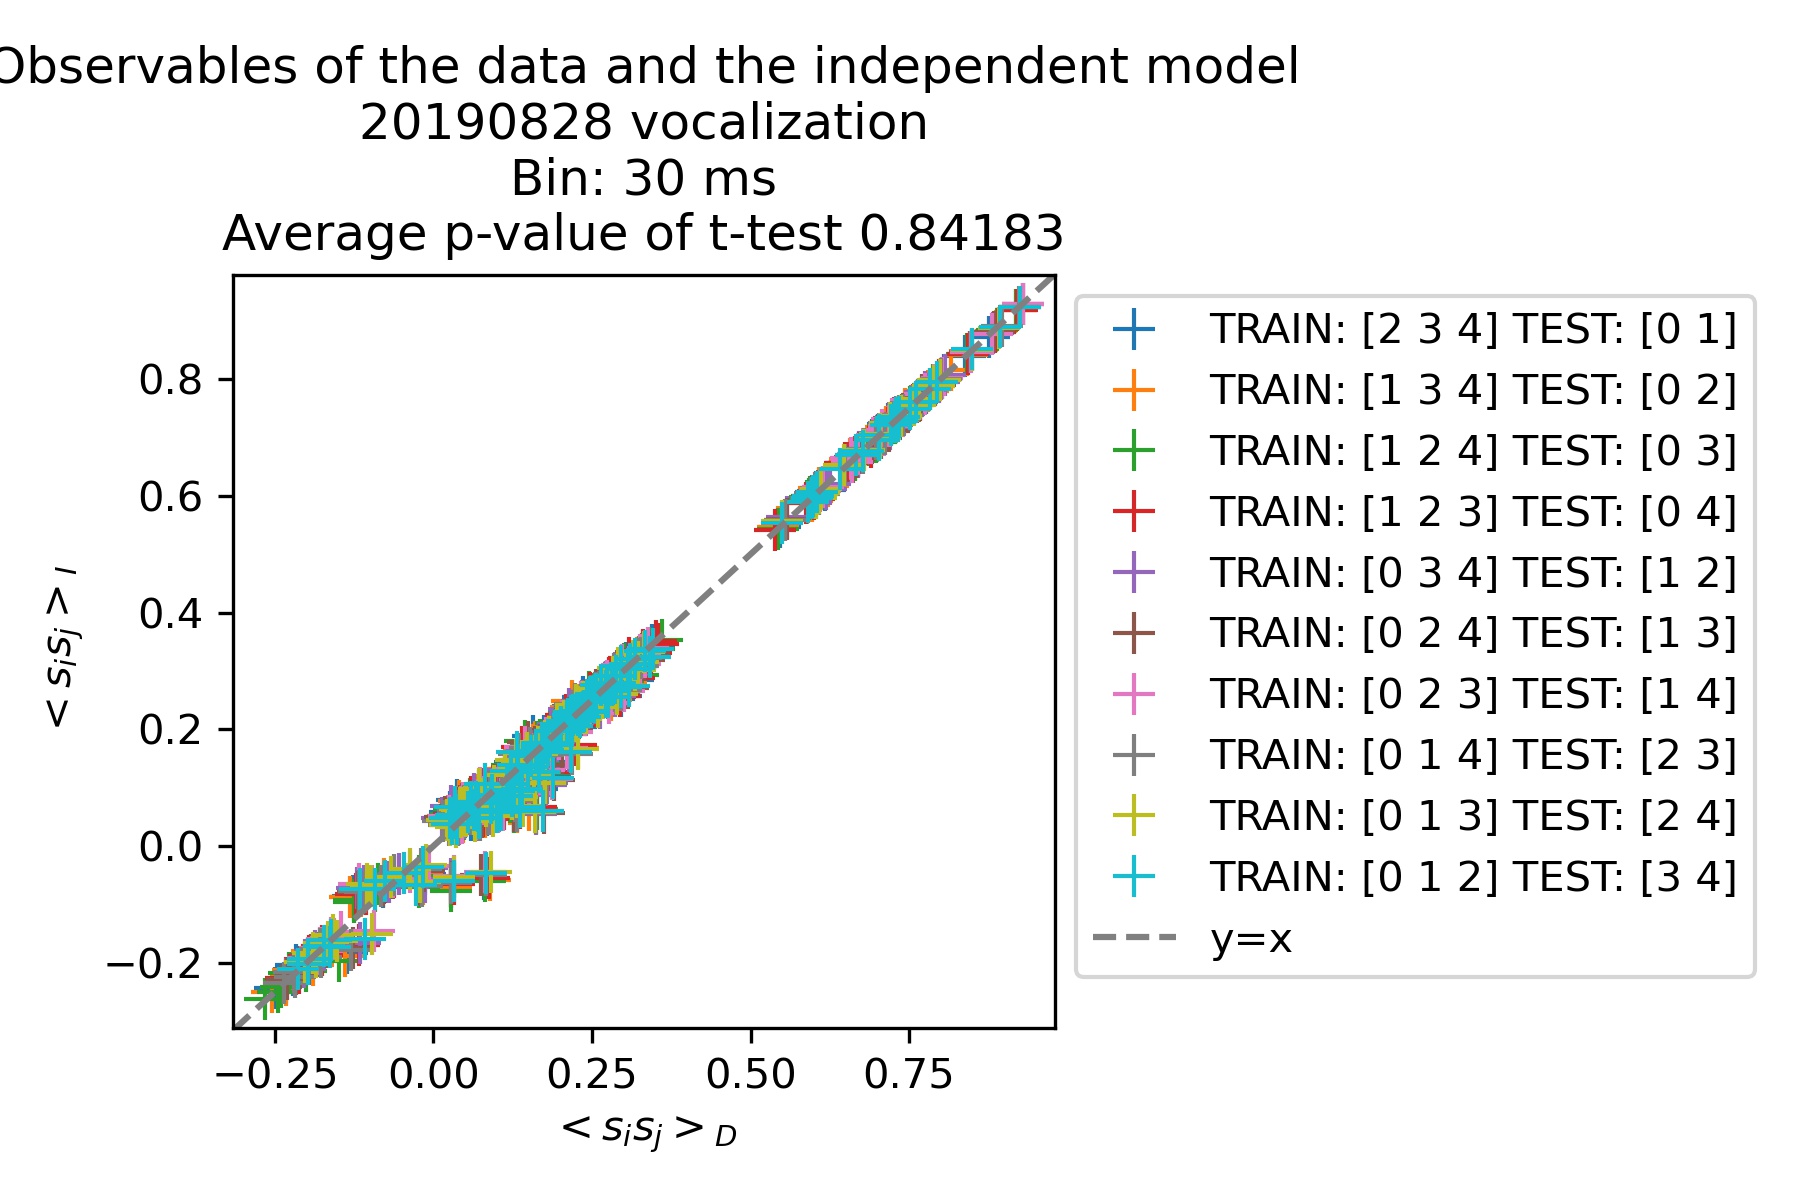 Observables of the data and the independent model
20190828 vocalization
Bin: 30 ms
Average p-value of t-test 0.84183
0.8
0.6
0.4
0.2
0.0
−0.2
< s_i s_j >_I
−0.25 0.00 0.25 0.50 0.75
< s_i s_j >_D
TRAIN: [2 3 4] TEST: [0 1]
TRAIN: [1 3 4] TEST: [0 2]
TRAIN: [1 2 4] TEST: [0 3]
TRAIN: [1 2 3] TEST: [0 4]
TRAIN: [0 3 4] TEST: [1 2]
TRAIN: [0 2 4] TEST: [1 3]
TRAIN: [0 2 3] TEST: [1 4]
TRAIN: [0 1 4] TEST: [2 3]
TRAIN: [0 1 3] TEST: [2 4]
TRAIN: [0 1 2] TEST: [3 4]
y=x